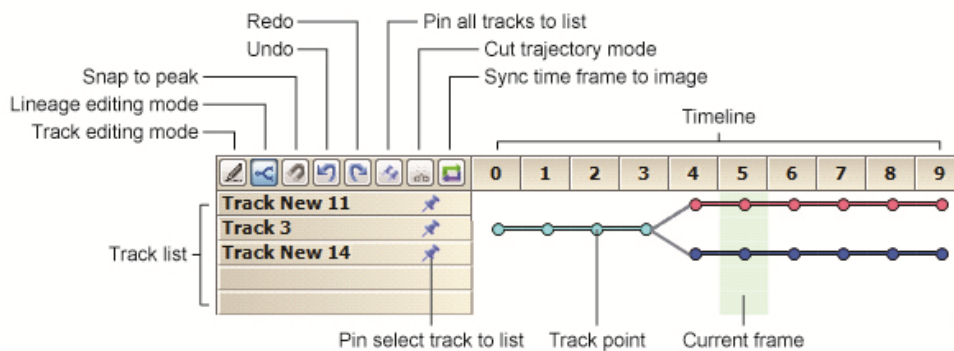 Redo
Pin all tracks to list
Undo
Cut trajectory mode
Snap to peak
Sync time frame to image
Lineage editing mode
Timeline
Track editing mode
0 1 2 3 4 5 6 7 8 9
Track New 11
Track 3
Track list
Track New 14
Pin select track to list
Track point
Current frame